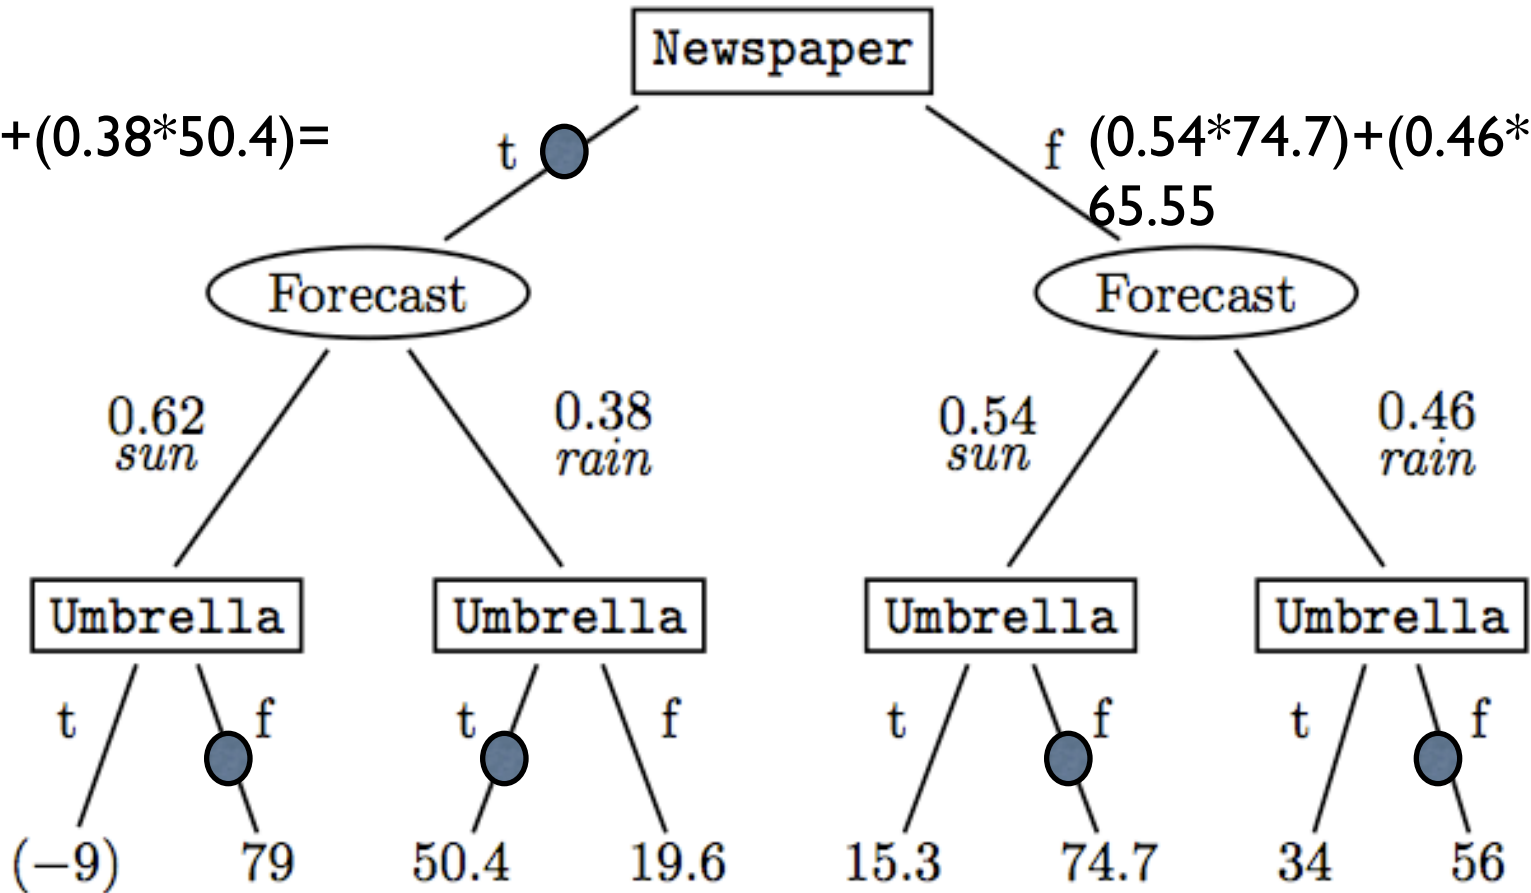 Newspaper
+(0.38*50.4)=
t
f
(0.54*74.7)+(0.46*
65.55
Forecast
Forecast
0.62
sun
0.38
rain
0.54
sun
0.46
rain
Umbrella
Umbrella
Umbrella
Umbrella
t
f
t
f
t
f
t
f
(−9)
79
50.4
19.6
15.3
74.7
34
56